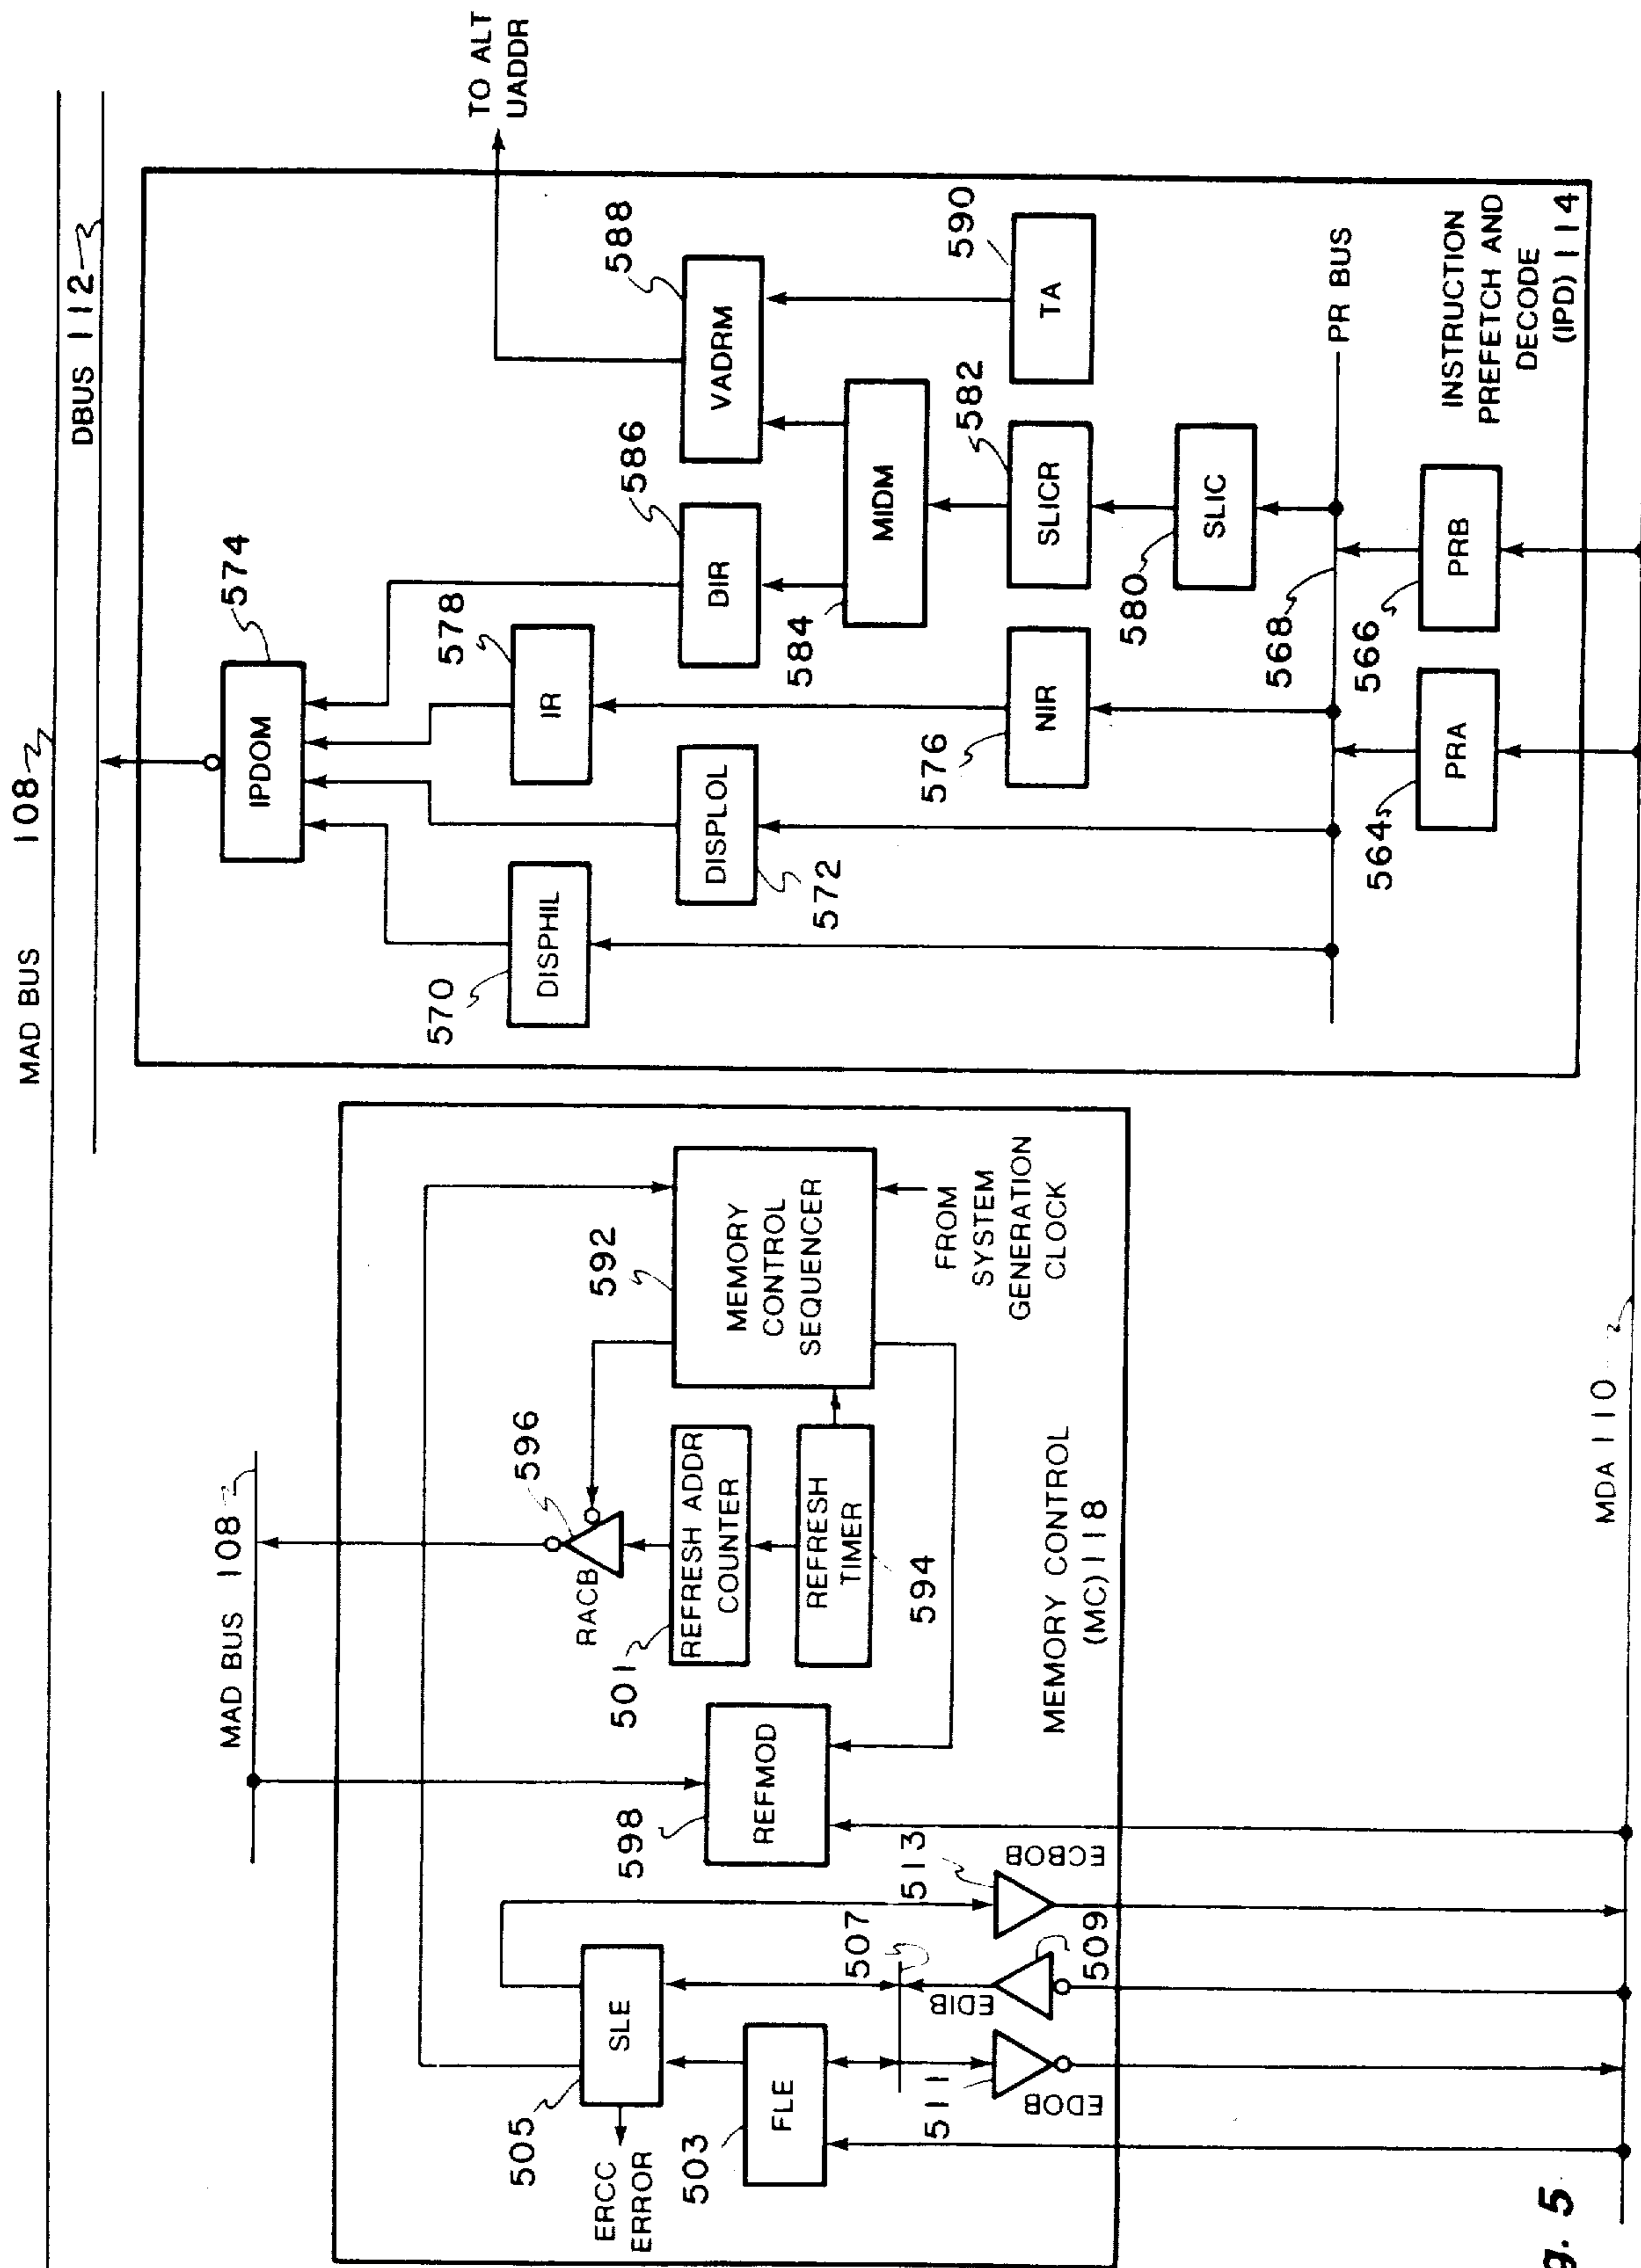 MAD BUS 108
DBUS 112
TO ALT
UADDR
574
IPDOM
570
DISPHIL
DISPLOL
572
578
IR
586
DIR
588
VADRM
584
MIDM
576
NIR
582
SLICR
590
TA
580
SLIC
568
PR BUS
564
PRA
566
PRB
INSTRUCTION
PREFETCH AND
DECODE
(IPD) 114
MAD BUS 108
596
RACB
592
MEMORY
CONTROL
SEQUENCER
501
REFRESH ADDR
COUNTER
REFRESH
TIMER
594
598
REFMOD
FROM
SYSTEM
GENERATION
CLOCK
505
SLE
ERCC
ERROR
503
FLE
507
513
ECBOB
509
EDIB
511
EDOB
MEMORY CONTROL
(MC) 118
MDA 110
g. 5